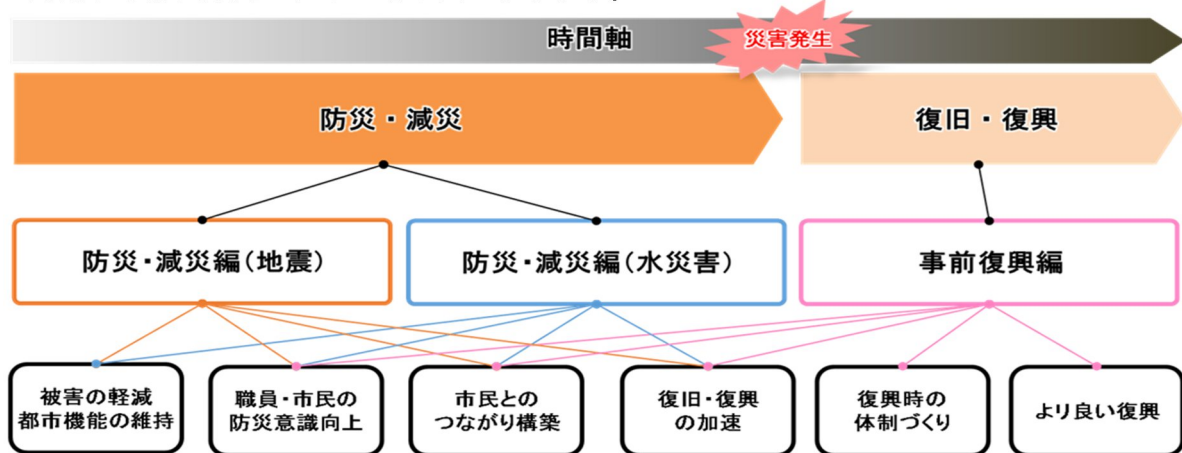 時間軸
災害発生
防災・減災
復旧・復興
防災・減災編(地震)
防災・減災編(水災害)
事前復興編
被害の軽減
都市機能の維持
職員・市民の
防災意識向上
市民との
つながり構築
復旧・復興
の加速
復興時の
体制づくり
より良い復興